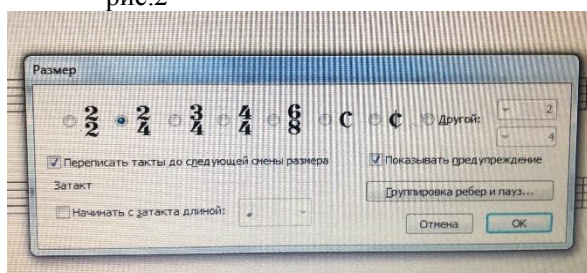 рис.2
Размер
2/2 2/4 3/4 4/4 6/8 C ¢ Другой: 2
4
Переписать такты до следующей смены размера Показывать предупреждение
Затакт Группировка ребер и пауз...
Начинать с затакта длиной:
Отмена ОК